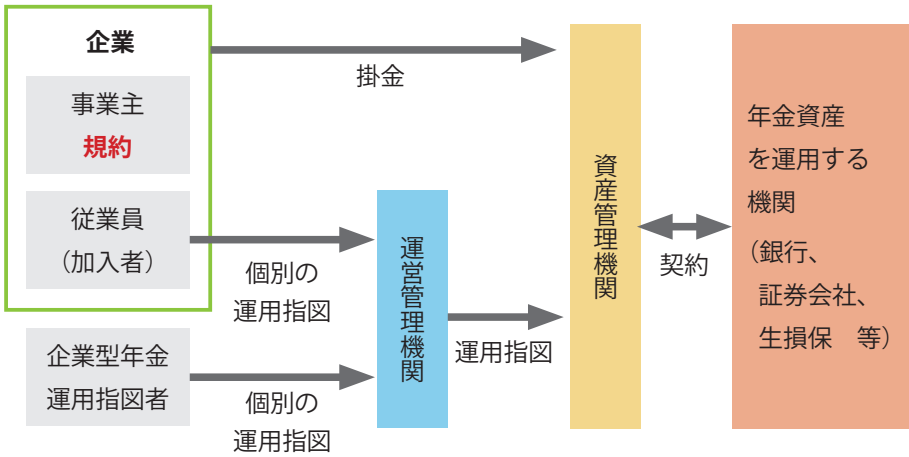 企業
事業主
規約
従業員
（加入者）
企業型年金
運用指図者
掛金
個別の
運用指図
個別の
運用指図
運営管理機関
運用指図
資産管理機関
契約
年金資産
を運用する
機関
（銀行、
証券会社、
生損保　等）